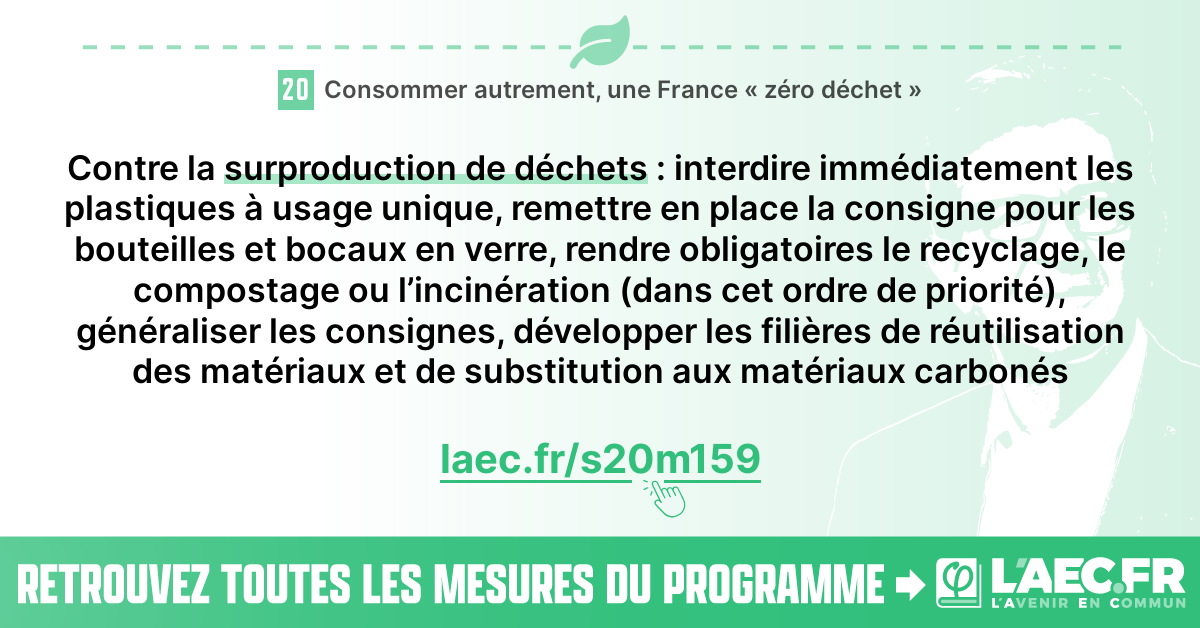 20 Consommer autrement, une France « zéro déchet »
Contre la surproduction de déchets : interdire immédiatement les
plastiques à usage unique, remettre en place la consigne pour les
bouteilles et bocaux en verre, rendre obligatoires le recyclage, le
compostage ou l’incinération (dans cet ordre de priorité),
généraliser les consignes, développer les filières de réutilisation
des matériaux et de substitution aux matériaux carbonés
laec.fr/s20m159
RETROUVEZ TOUTES LES MESURES DU PROGRAMME
φ L'AEC.FR
L'AVENIR EN COMMUN